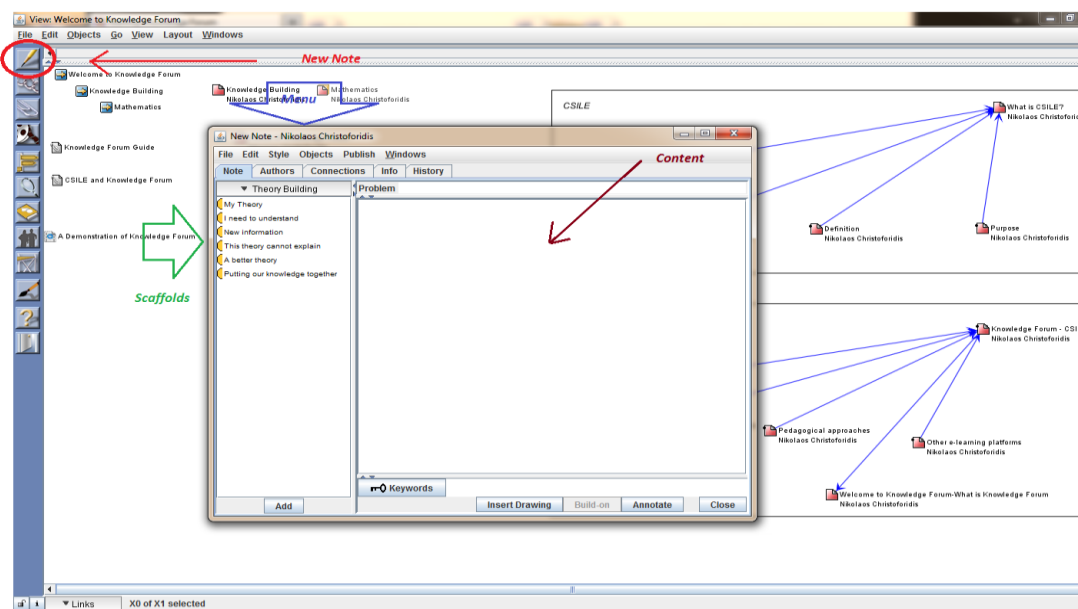 View: Welcome to Knowledge Forum
File Edit Objects Go View Layout Windows
New Note
Welcome to Knowledge Forum
Knowledge Building
Mathematics
Knowledge Building
Nikolaos Christoforidis
Mathematics
Nikolaos Christoforidis
Menu
Knowledge Forum Guide
CSILE and Knowledge Forum
A Demonstration of Knowledge Forum
Scaffolds
New Note - Nikolaos Christoforidis
File Edit Style Objects Publish Windows
Content
Note Authors Connections Info History
Theory Building
Problem
My Theory
I need to understand
New information
This theory cannot explain
A better theory
Putting our knowledge together
Keywords
Add
Insert Drawing Build-on Annotate Close
CSILE
What is CSILE?
Nikolaos Christoforid
Definition
Nikolaos Christoforidis
Purpose
Nikolaos Christoforidis
Knowledge Forum - CSI
Nikolaos Christoforidis
Pedagogical approaches
Nikolaos Christoforidis
Other e-learning platforms
Nikolaos Christoforidis
Welcome to Knowledge Forum-What is Knowledge Forum
Nikolaos Christoforidis
Links X0 of X1 selected